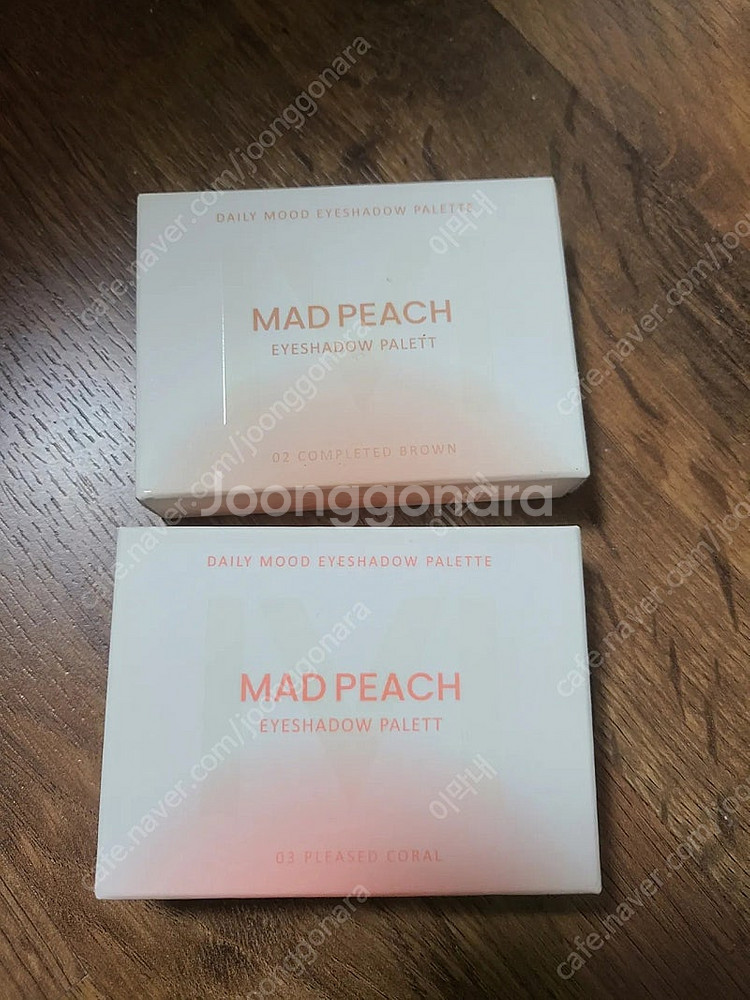 DAILY MOOD EYESHADOW PALETTE
MAD PEACH
EYESHADOW PALETT
02 COMPLETED BROWN
Joonggonara
DAILY MOOD EYESHADOW PALETTE
MAD PEACH
EYESHADOW PALETT
03 PLEASED CORAL
cafe.naver.com/joonggonara
이막내